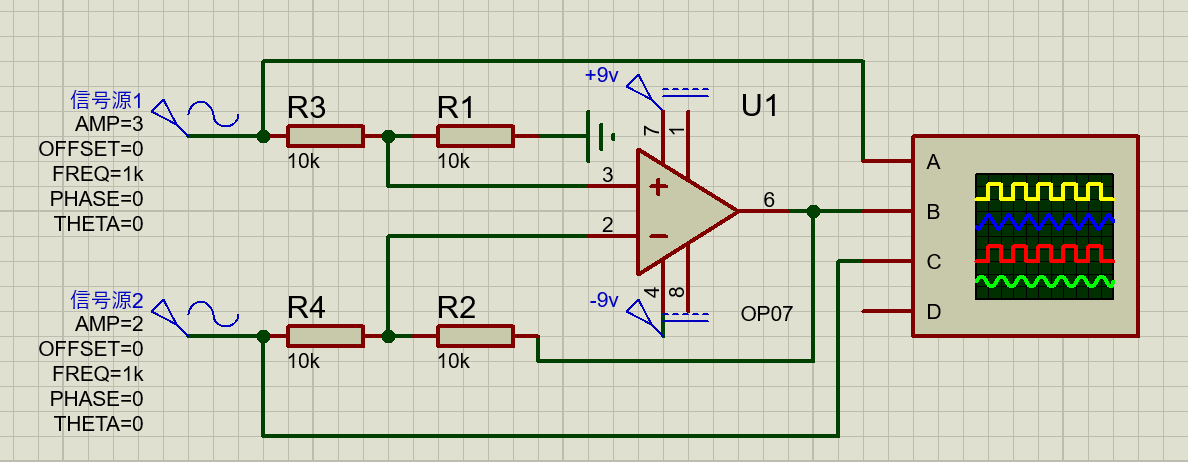 信号源1
AMP=3
OFFSET=0
FREQ=1k
PHASE=0
THETA=0
R3
10k
R1
10k
+9v
7
1
U1
3
2
6
4
8
-9v
OP07
A
B
C
D
信号源2
AMP=2
OFFSET=0
FREQ=1k
PHASE=0
THETA=0
R4
10k
R2
10k